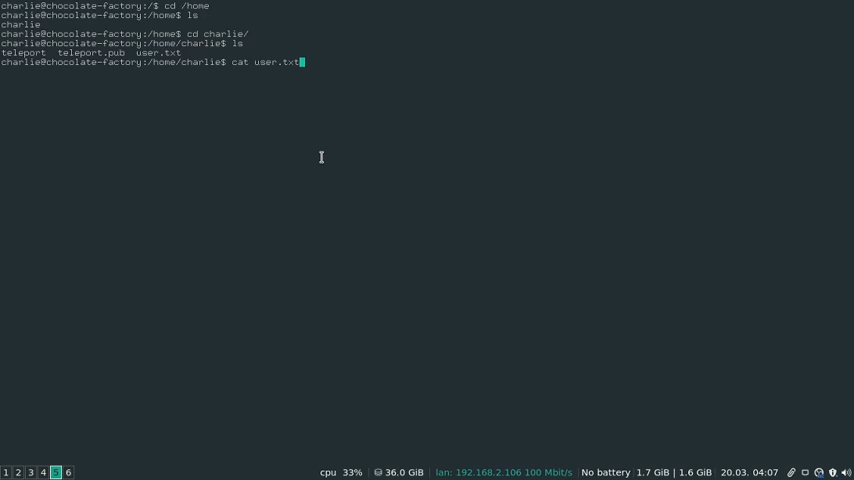 charlie@chocolate-factory:/$ cd /home
charlie@chocolate-factory:/home$ ls
charlie
charlie@chocolate-factory:/home$ cd charlie/
charlie@chocolate-factory:/home/charlie$ ls
teleport  teleport.pub  user.txt
charlie@chocolate-factory:/home/charlie$ cat user.txt
1 2 3 4 5 6 cpu 33% 36.0 GiB lan: 192.168.2.106 100 Mbit/s No battery 1.7 GiB | 1.6 GiB 20.03. 04:07